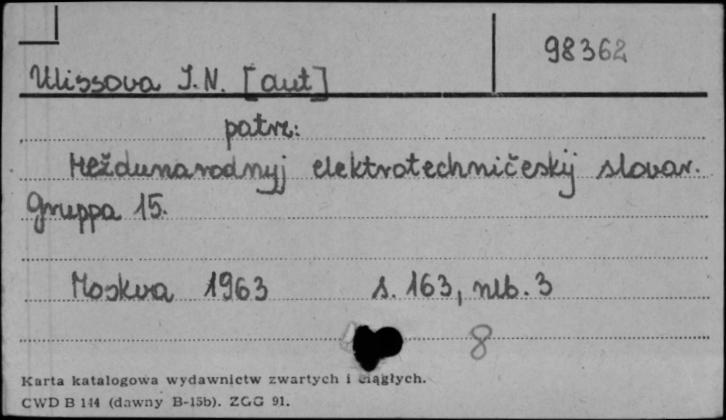 98362
Ulissova I.N. [aut]
patrz:
Meždunarodnyj elektrotechničeskij slovar.
Gruppa 15.
Moskva 1963 s. 163, nlb. 3
8
Karta katalogowa wydawnictw zwartych i ciągłych.
CWD B 144 (dawny B-15b). ZGG 91.